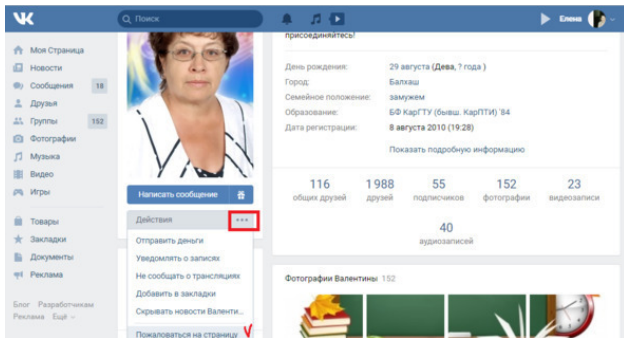 Поиск
Елена
Моя Страница
Новости
Сообщения 18
Друзья
Группы 152
Фотографии
Музыка
Видео
Игры
Товары
Закладки
Документы
Реклама
Блог Разработчикам
Реклама Ещё
Написать сообщение
Действия
Отправить деньги
Уведомлять о записях
Не сообщать о трансляциях
Добавить в закладки
Скрывать новости Валенти...
Пожаловаться на страницу
присоединяйтесь!
День рождения: 29 августа (Дева, ? года )
Город: Балхаш
Семейное положение: замужем
Образование: БФ КарГТУ (бывш. КарПТИ) '84
Дата регистрации: 8 августа 2010 (19:28)
Показать подробную информацию
116 1 988 55 152 23
общих друзей друзей подписчиков фотографии видеозаписи
40
аудиозаписей
Фотографии Валентины 152